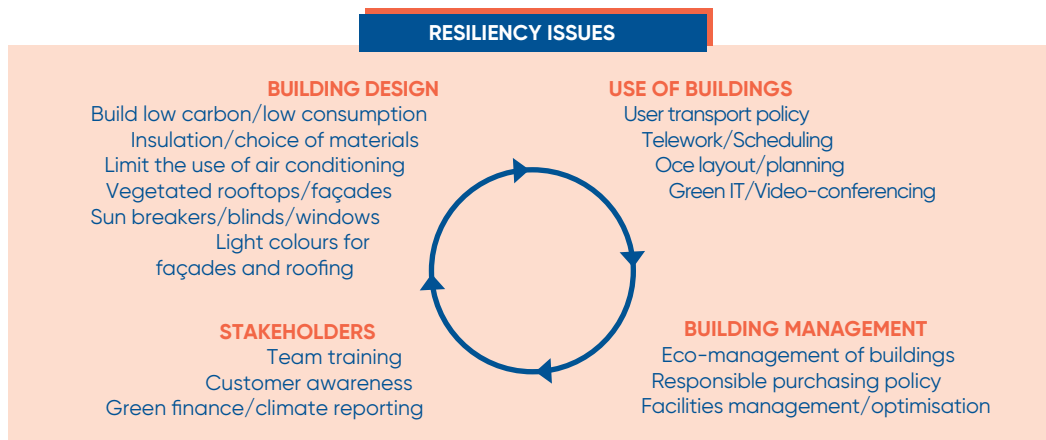 RESILIENCY ISSUES
BUILDING DESIGN
Build low carbon/low consumption
Insulation/choice of materials
Limit the use of air conditioning
Vegetated rooftops/façades
Sun breakers/blinds/windows
Light colours for
façades and roofing
USE OF BUILDINGS
User transport policy
Telework/Scheduling
Oce layout/planning
Green IT/Video-conferencing
STAKEHOLDERS
Team training
Customer awareness
Green finance/climate reporting
BUILDING MANAGEMENT
Eco-management of buildings
Responsible purchasing policy
Facilities management/optimisation